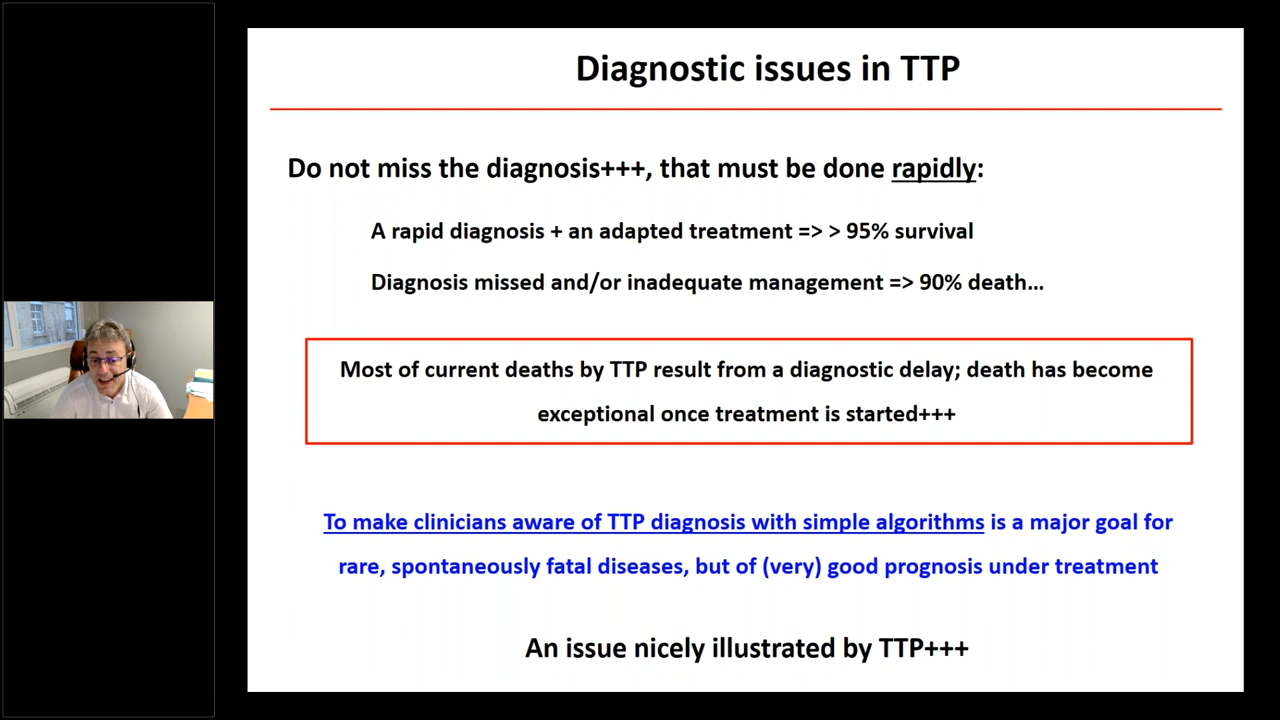 Diagnostic issues in TTP
Do not miss the diagnosis+++, that must be done rapidly:
A rapid diagnosis + an adapted treatment => > 95% survival
Diagnosis missed and/or inadequate management => 90% death...
Most of current deaths by TTP result from a diagnostic delay; death has become
exceptional once treatment is started+++
To make clinicians aware of TTP diagnosis with simple algorithms is a major goal for
rare, spontaneously fatal diseases, but of (very) good prognosis under treatment
An issue nicely illustrated by TTP+++